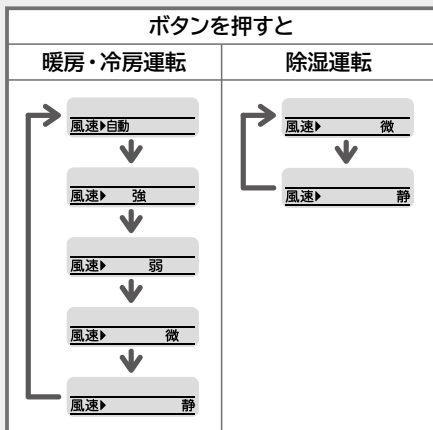 ボタンを押すと
暖房・冷房運転
除湿運転
風速▶自動
風速▶ 強
風速▶ 弱
風速▶ 微
風速▶ 静
風速▶ 微
風速▶ 静